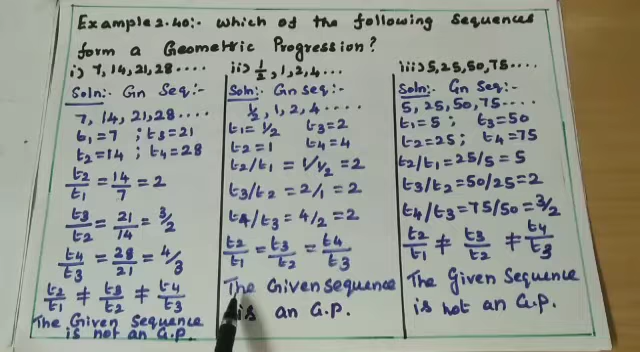 Example 2.40:- Which of the following Sequences
form a Geometric Progression?
i) 7, 14, 21, 28 ....
Soln:- Gn Seq:-
7, 14, 21, 28 ....
t1=7 ; t3=21
t2=14 ; t4=28
t2/t1 = 14/7 = 2
t3/t2 = 21/14 = 3/2
t4/t3 = 28/21 = 4/3
t2/t1 ≠ t3/t2 ≠ t4/t3
The Given Sequence
is not an G.P.
ii) 1/2, 1, 2, 4 ...
Soln:- Gn Seq:-
1/2, 1, 2, 4 ....
t1=1/2 t3=2
t2=1 t4=4
t2/t1 = 1/1/2 = 2
t3/t2 = 2/1 = 2
t4/t3 = 4/2 = 2
t2/t1 = t3/t2 = t4/t3
The Given Sequence
is an G.P.
iii) 5, 25, 50, 75 ....
Soln:- Gn Seq:-
5, 25, 50, 75 ....
t1=5 ; t3=50
t2=25; t4=75
t2/t1 = 25/5 = 5
t3/t2 = 50/25 = 2
t4/t3 = 75/50 = 3/2
t2/t1 ≠ t3/t2 ≠ t4/t3
The Given Sequence
is not an G.P.